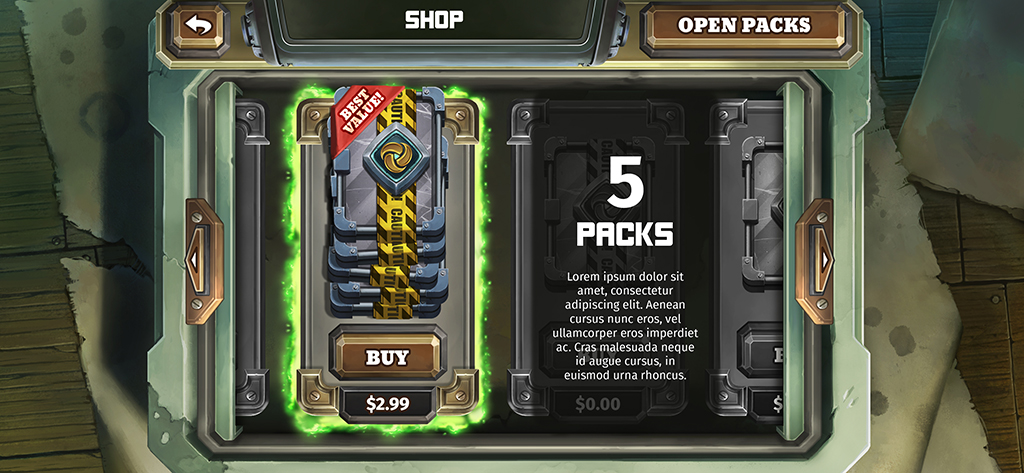 SHOP
OPEN PACKS
BEST
VALUE!
CAUTI
CAUTI
BUY
$2.99
5
PACKS
Lorem ipsum dolor sit
amet, consectetur
adipiscing elit. Aenean
cursus nunc eros, vel
ullamcorper eros imperdiet
ac. Cras malesuada neque
id augue cursus, in
euismod urna rhoncus.
$0.00
$